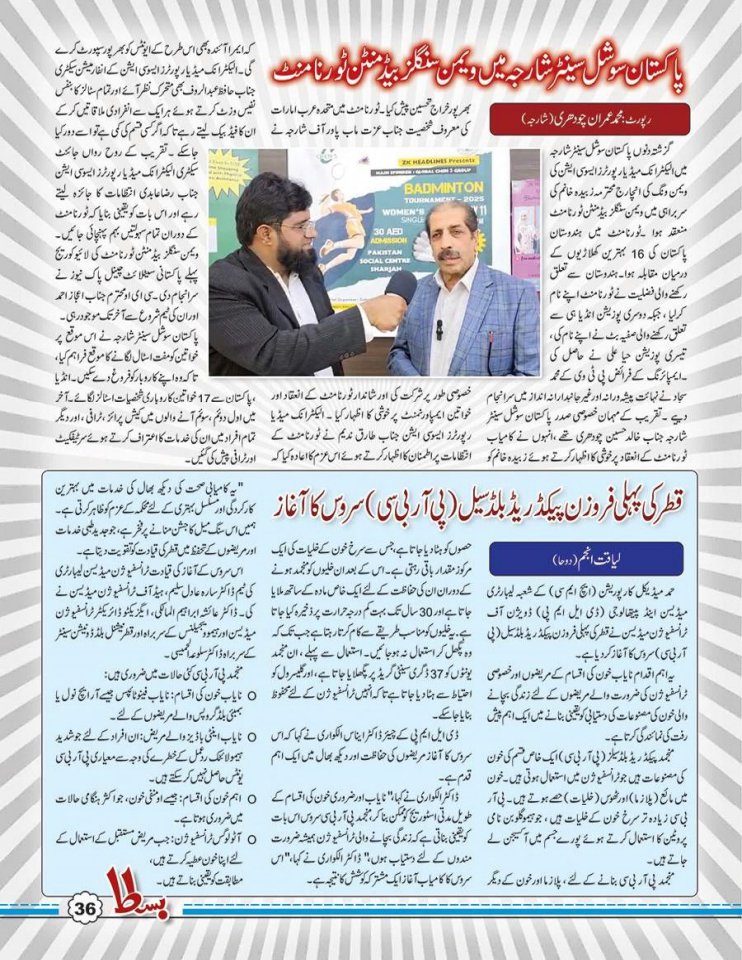 پاکستان سوشل سینٹر شارجہ میں ویمن سنگلز بیڈمنٹن ٹورنامنٹ
رپورٹ: محمد عمران چودھری (شارجہ)
گزشتہ دنوں پاکستان سوشل سینٹر شارجہ
میں الیکٹرانک میڈیا رپورٹرز ایسوسی ایشن کی
ویمن ونگ کی انچارج محترمہ زبیدہ خانم کی
سربراہی میں ویمن سنگلز بیڈمنٹن ٹورنامنٹ
منعقد ہوا۔ ٹورنامنٹ میں ہندوستان
پاکستان کی 16 بہترین کھلاڑیوں کے
درمیان مقابلہ ہوا۔ ہندوستان سے تعلق
رکھنے والی فضلیت نے ٹورنامنٹ اپنے نام
کرلیا، جبکہ دوسری پوزیشن انڈیا ہی سے
تعلق رکھنے والی صفیہ بٹ نے اپنے نام کی،
تیسری پوزیشن حیا علی نے حاصل کی
ایمپائرنگ کے فرائض پی ٹی وی کے محمد
سجاد نے نہائت پیشہ ورانہ اور غیر جانبدارانہ انداز میں سرانجام
دیے۔ تقریب کے مہمان خصوصی صدر پاکستان سوشل سینٹر
شارجہ جناب خالد حسین چودھری تھے، انہوں نے کامیاب
ٹورنامنٹ کے انعقاد پر خوشی کا اظہار کرتے ہوئے زبیدہ خانم کو
بھرپور خراج تحسین پیش کیا۔ ٹورنامنٹ میں متحدہ عرب امارات
کی معروف شخصیت جناب عزت مآب پاور آف شارجہ نے
ZK HEADLINES Presents
MAIN SPONSER : GLOBAL CHINI 3 GROUP
BADMINTON
TOURNAMENT - 2025
WOMEN'S
SINGLE
30 AED
ADMISSION
PAKISTAN
SOCIAL CENTRE
SHARJAH
خصوصی طور پر شرکت کی اور شاندار ٹورنامنٹ کے انعقاد اور
خواتین ایمپاورمنٹ پر خوشی کا اظہار کیا۔ الیکٹرانک میڈیا
رپورٹرز ایسوسی ایشن جناب طارق ندیم نے ٹورنامنٹ کے
انتظامات پر اطمنان کا اظہار کرتے ہوئے اس عزم کا اعادہ کیا کہ
کہ ایمرا آئندہ بھی اس طرح کے ایونٹس کو بھرپور سپورٹ کرے
گی۔ الیکٹرانک میڈیا رپورٹرز ایسوسی ایشن کے انفارمیشن سیکٹری
جناب حافظ عبدالرؤف بھی متحرک نظر آئے اور تمام سٹالز کا بنفس
نفیس وزٹ کرتے ہوئے ہر ایک سے انفرادی ملاقاتیں کرکے
ان کا فیڈ بیک لیتے رہے تاکہ اگر کسی قسم کی کمی ہے تو اسے دور کیا
جاسکے۔ تقریب کے روح رواں جائنٹ
سیکٹری الیکٹرانک میڈیا رپورٹرز ایسوسی ایشن
جناب رضا عابدی انتظامات کا جائزہ لیتے
رہے اور اس بات کو یقینی بنایا کہ ٹورنامنٹ
کے دوران تمام سہولتیں بہم پہنچائی جائیں۔
ویمن سنگلز بیڈمنٹن ٹورنامنٹ کی لائیو کوریج
پہلے پاکستانی سیٹلائٹ چینل پاک نیوز نے
سرانجام دی۔ سی ای او محترم جناب اعجاز احمد
اور ان کی ٹیم شروع سے آخر تک موجود رہی۔
پاکستان سوشل سینٹر شارجہ نے اس موقع پر
خواتین کو مفت اسٹال لگانے کا موقع فراہم کیا،
تاکہ وہ اپنے کاروبار کو فروغ دے سکیں۔ انڈیا
،پاکستان سے 17 خواتین کاروباری شخصیات اسٹالز لگائے۔ آخر
میں اول دوئم، سوئم آنے والوں میں کیش پرائز، ٹرافی، اور دیگر
تمام افراد میں ان کی خدمات کا اعتراف کرتے ہوئے سرٹیفکیٹ
اور ٹرافی پیش کی گئیں۔
قطر کی پہلی فروزن پیکڈ ریڈ بلڈ سیل (پی آر بی سی) سروس کا آغاز
لیاقت انجم (دوحا)
حمد میڈیکل کارپوریشن (ایچ ایم سی) کے شعبہ لیبارٹری
میڈیسن اینڈ پیتھالوجی (ڈی ایل ایم پی) ڈویژن آف
ٹرانسفیوژن میڈیسن نے قطر کی پہلی فروزن پیکڈ ریڈ بلڈ سیل (پی
آر بی سی) سروس کا آغاز کردیا ہے۔
یہ اہم اقدام نایاب خون کی اقسام کے مریضوں اور خصوصی
ٹرانسفیوژن کی ضرورت والے مریضوں کے لئے زندگی بچانے
والی خون کی مصنوعات کی دستیابی کو یقینی بنانے میں ایک اہم پیش
رفت کی نمائندگی کرتا ہے۔
منجمد پیکڈ ریڈ بلڈ سیلز (پی آر بی سی) ایک خاص قسم کی خون
کی مصنوعات ہیں جو ٹرانسفیوژن میں استعمال ہوتی ہیں۔ خون
میں مائع (پلازما) اور ٹھوس (خلیات) حصے ہوتے ہیں۔ پی آر
بی سی زیادہ تر سرخ خون کے خلیات ہیں، جو ہیموگلوبن نامی
پروٹین کا استعمال کرتے ہوئے پورے جسم میں آکسیجن لے
جاتے ہیں۔
منجمد پی آر بی سی بنانے کے لئے، پلازما اور خون کے دیگر
حصوں کو ہٹا دیا جاتا ہے، جس سے سرخ خون کے خلیات کی ایک
مرکوز مقدار باقی رہتی ہے۔ اس کے بعد ان خلیوں کو منجمد ہونے
کے دوران ان کی حفاظت کے لئے ایک خاص مادہ کے ساتھ ملایا
جاتا ہے اور 30 سال تک بہت کم درجہ حرارت پر ذخیرہ کیا جاتا
ہے۔ یہ خلیوں کو مناسب طریقے سے کام کرتا رہتا ہے جب تک کہ
وہ پگھل کر استعمال نہ ہوجائیں۔ استعمال سے پہلے، ان منجمد
یونٹوں کو 37 ڈگری سینٹی گریڈ پر پگھلایا جاتا ہے، اور گلیسرول کو
احتیاط سے ہٹا دیا جاتا ہے تاکہ انہیں ٹرانسفیوژن کے لئے محفوظ
بنایا جاسکے۔
ڈی ایل ایم پی کے چیئر ڈاکٹر ایناس الکواری نے کہا کہ اس
سروس کا آغاز مریضوں کی حفاظت اور دیکھ بھال میں ایک اہم
قدم ہے۔
ڈاکٹر الکواری نے کہا، "نایاب اور ضروری خون کی اقسام کے
طویل مدتی اسٹوریج کو ممکن بنا کر، منجمد پی آر بی سی سروس اس بات
کو یقینی بناتی ہے کہ زندگی بچانے والی ٹرانسفیوژن ہمیشہ ضرورت
مندوں کے لئے دستیاب ہوں،" ڈاکٹر الکواری نے کہا۔ "اس
سروس کا کامیاب آغاز ایک مشترکہ کوشش کا نتیجہ ہے۔
"یہ کامیابی صحت کی دیکھ بھال کی خدمات میں بہترین
کارکردگی اور مسلسل بہتری کے لئے محکمے کے عزم کو ظاہر کرتی ہے۔
ہمیں اس سنگ میل کا جشن منانے پر فخر ہے، جو جدید طبی خدمات
اور مریضوں کے تحفظ میں قطر کی قیادت کو تقویت دیتا ہے۔
اس سروس کے آغاز کی قیادت ٹرانسفیوژن میڈیسن لیبارٹری
کی ٹیم ڈاکٹر سارہ عادل سلیم، ہیڈ آف ٹرانسفیوژن میڈیسن نے
کی۔ ڈاکٹر عائشہ ابراہیم المالکی، ایگزیکٹو ڈائریکٹر ٹرانسفیوژن
میڈیسن اور ہیموویجیلنس کے سربراہ اور قطر نیشنل بلڈ ڈونیشن سینٹر
کے سربراہ ڈاکٹر سلوی
منجمد پی آر بی سی کئی حالات میں ضروری ہیں:
نایاب خون کی اقسام: نایاب فینوٹائپس جیسے آر ایچ نول یا
بمبئی بلڈ گروپس والے مریضوں کے لئے۔
نایاب اینٹی باڈیز والے مریض: ان افراد کے لئے جو شدید
ہیمولائٹک ردعمل کے خطرے کی وجہ سے معیاری پی آر بی سی
یونٹس حاصل نہیں کرسکتے ہیں۔
اہم خون کی اقسام: جیسے او منفی خون، جو اکثر ہنگامی حالات
میں ضروری ہوتا ہے۔
آٹولوگس ٹرانسفیوژن: جب مریض مستقبل کے استعمال کے
لئے اپنا خون عطیہ کرتے ہیں،
مطابقت کو یقینی بناتے ہیں۔
36